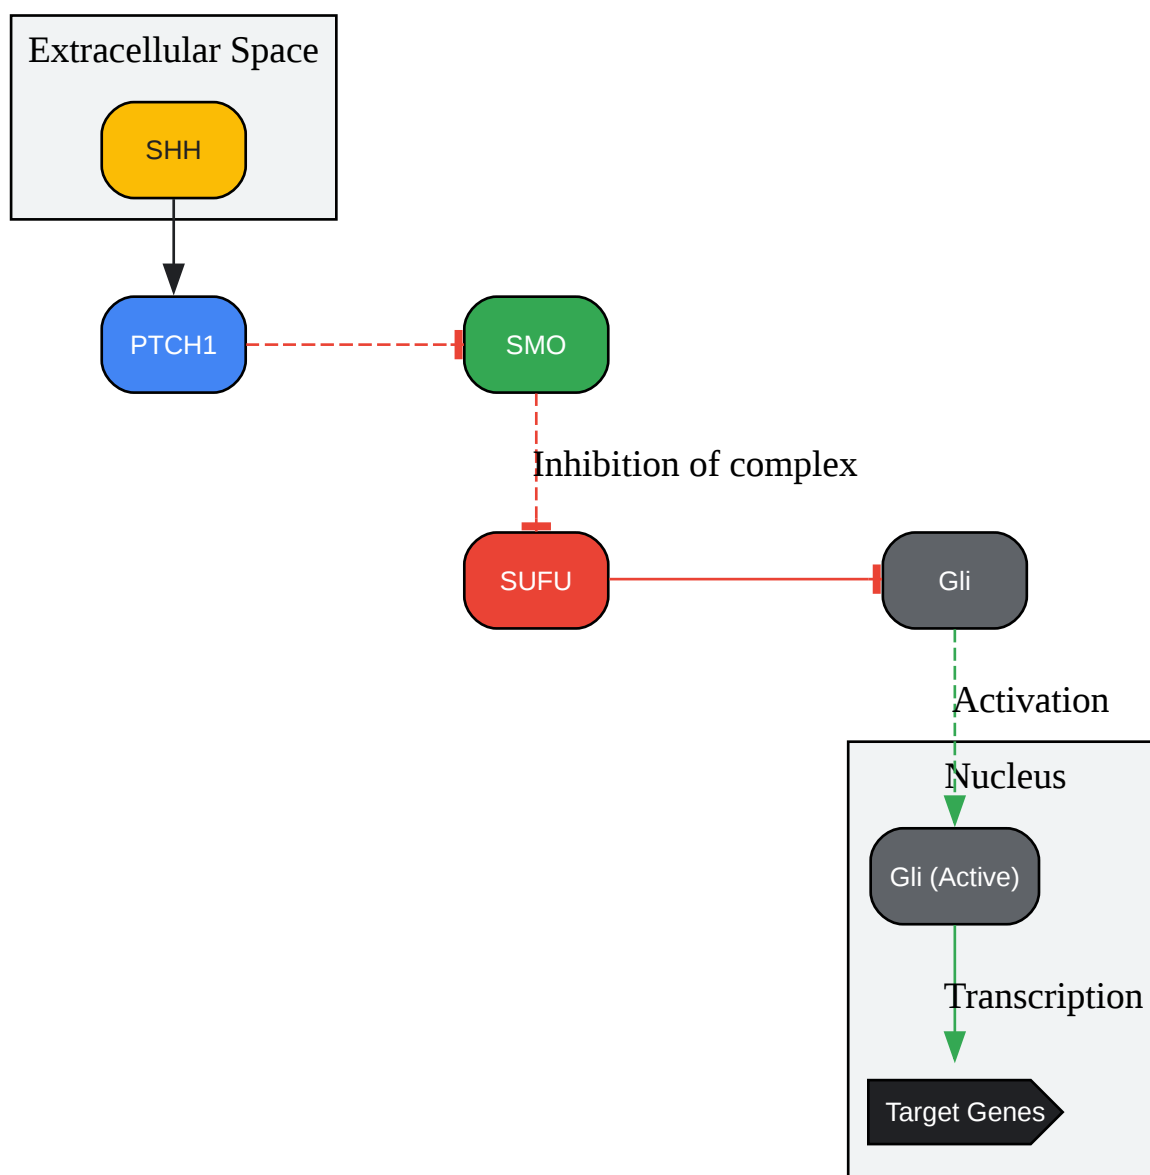 Extracellular Space
SHH
PTCH1
SMO
Inhibition of complex
SUFU
Gli
Activation
Nucleus
Gli (Active)
Transcription
Target Genes